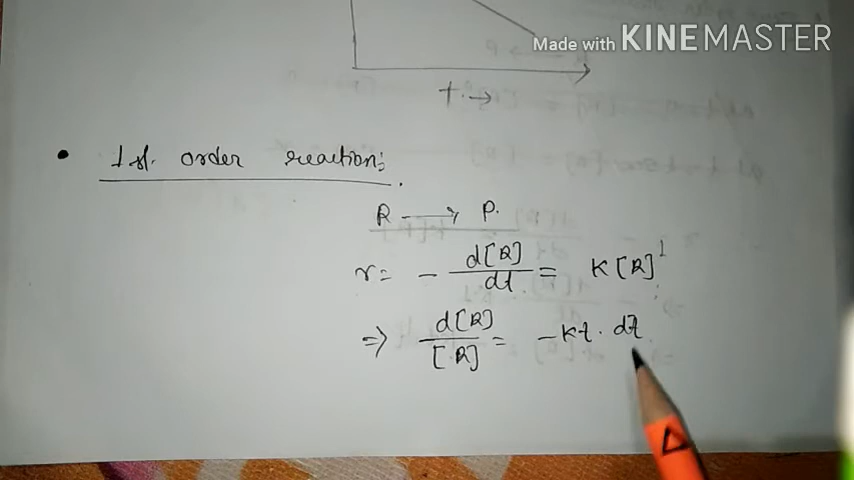 Made with KINEMASTER
t →
• 1st. order reaction:
R → P.
r = - d[R]/dt = K[R]¹
⇒ d[R]/[R] = -Kt · dt